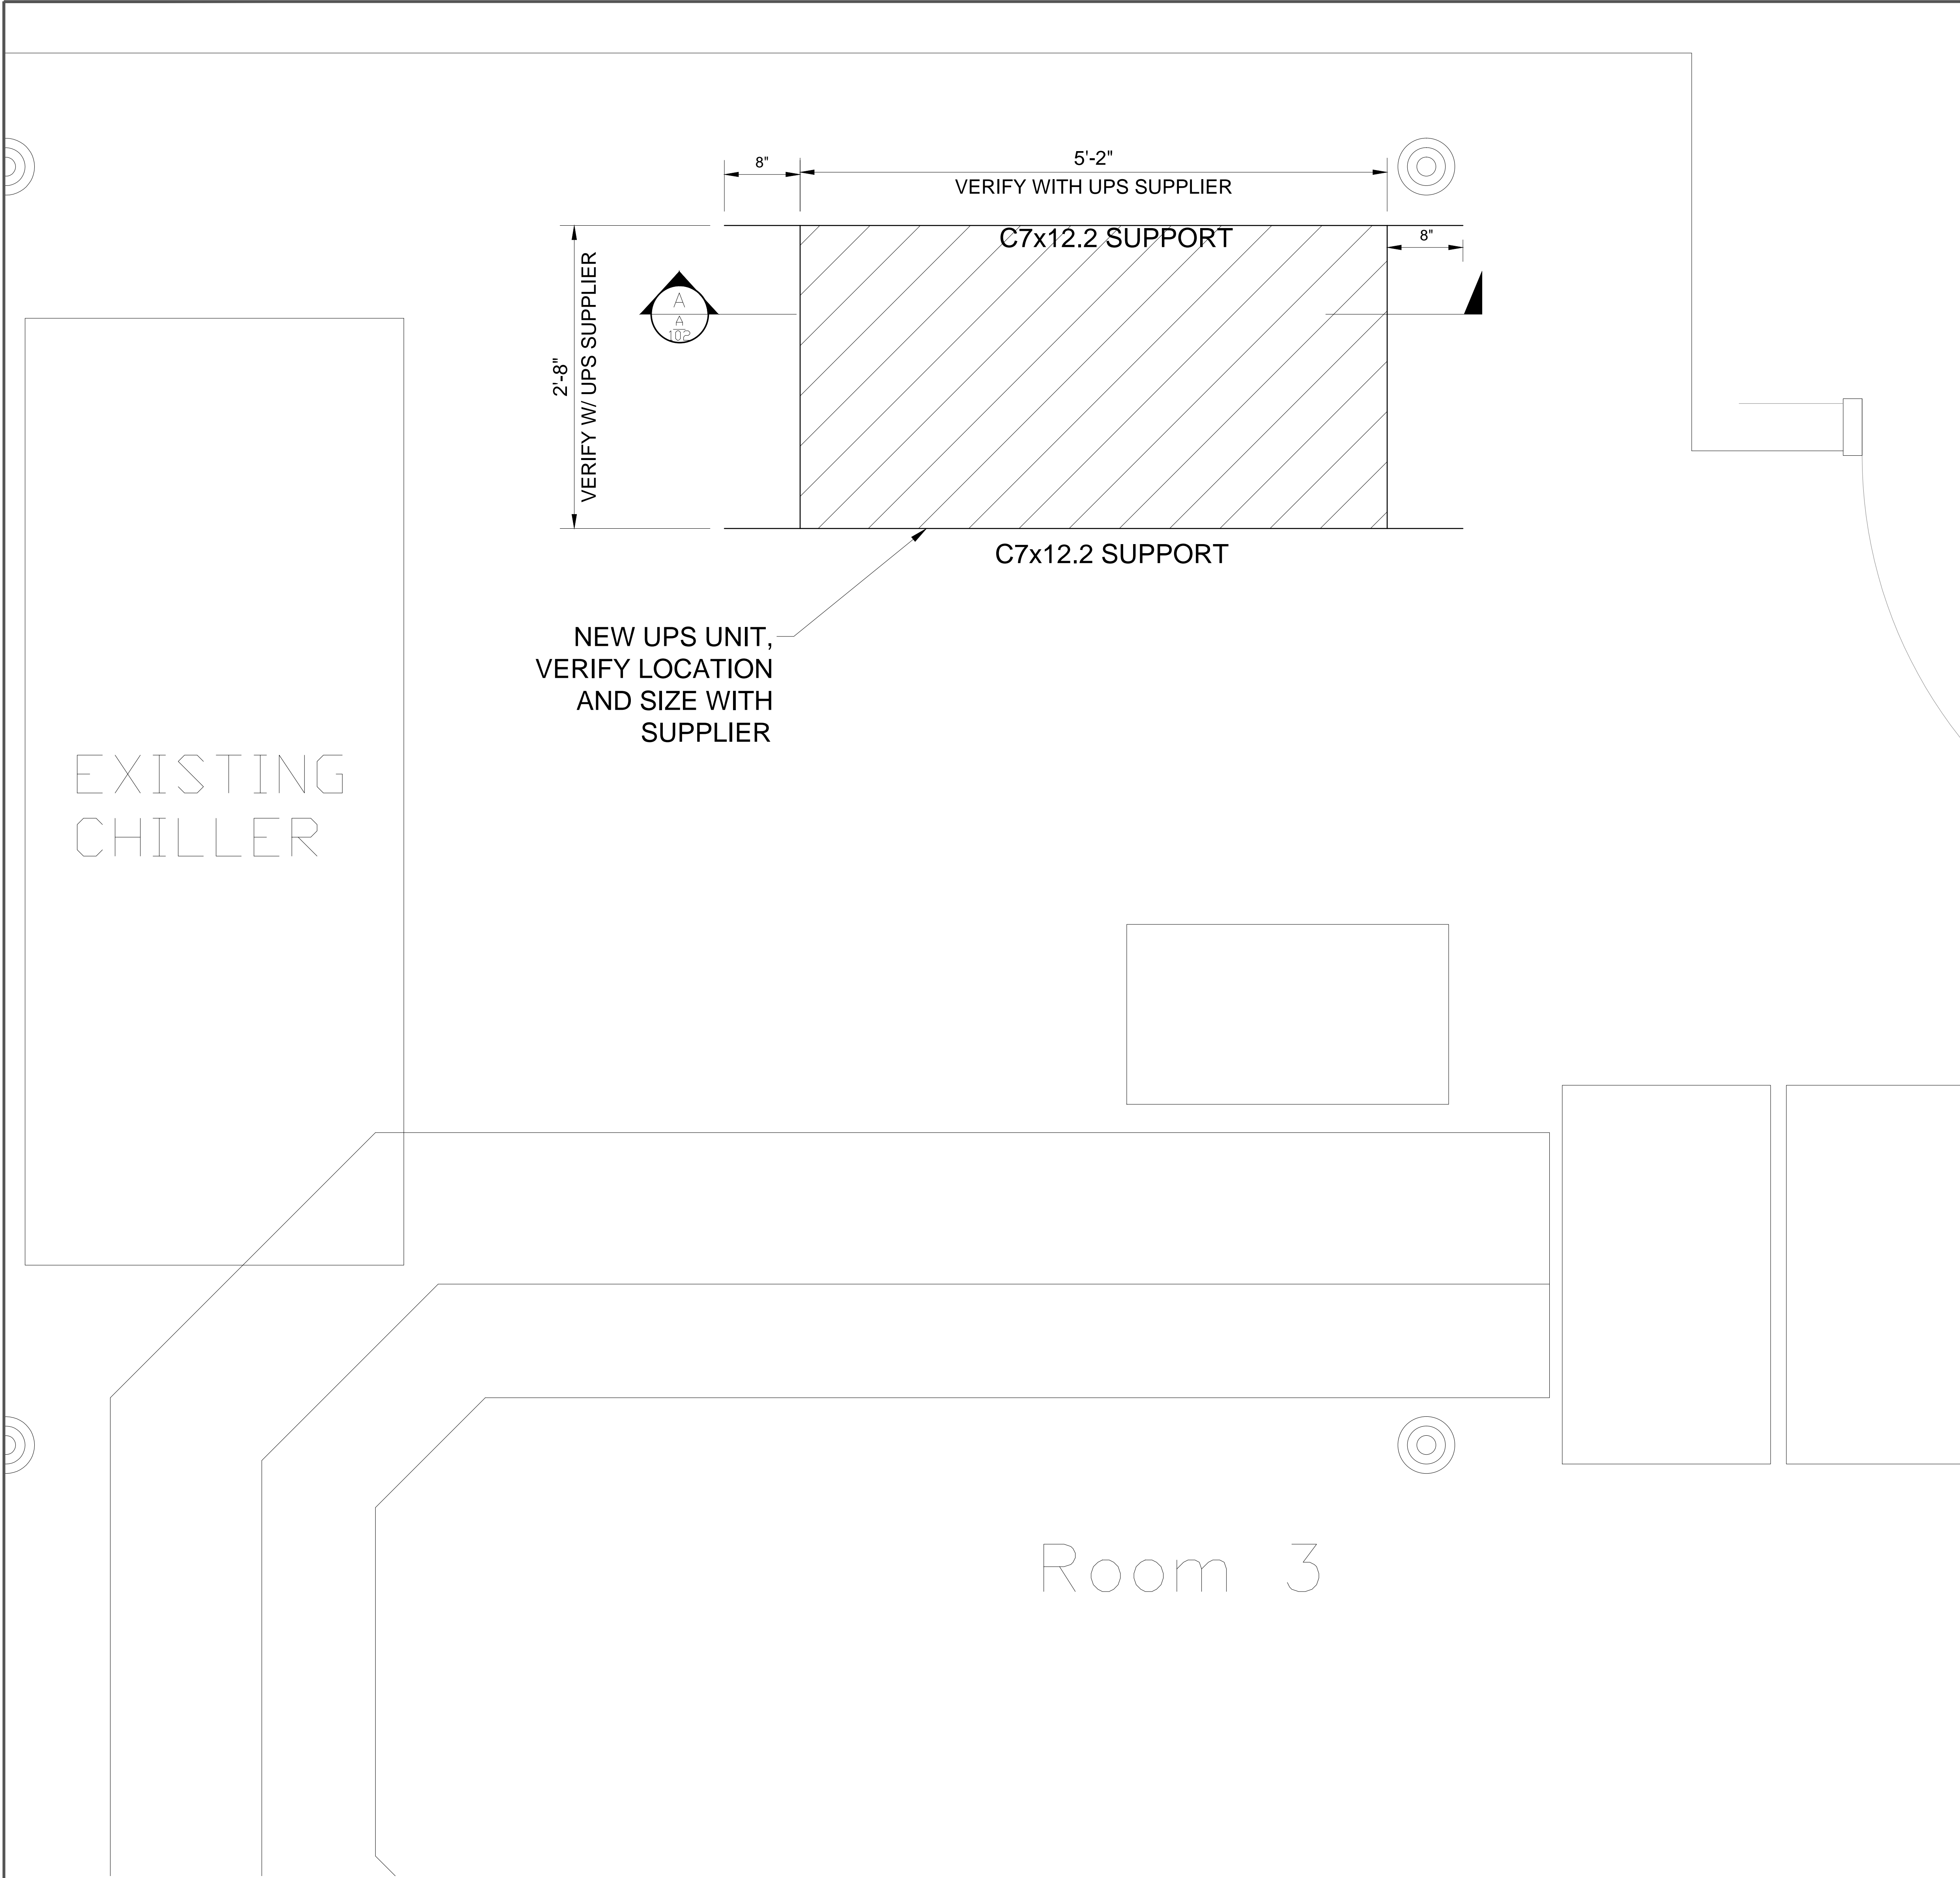 8"
5'-2"
VERIFY WITH UPS SUPPLIER
C7x12.2 SUPPORT
8"
2'-8"
VERIFY W/ UPS SUPPLIER
A
A
102
C7x12.2 SUPPORT
NEW UPS UNIT,
VERIFY LOCATION
AND SIZE WITH
SUPPLIER
EXISTING
CHILLER
Room 3